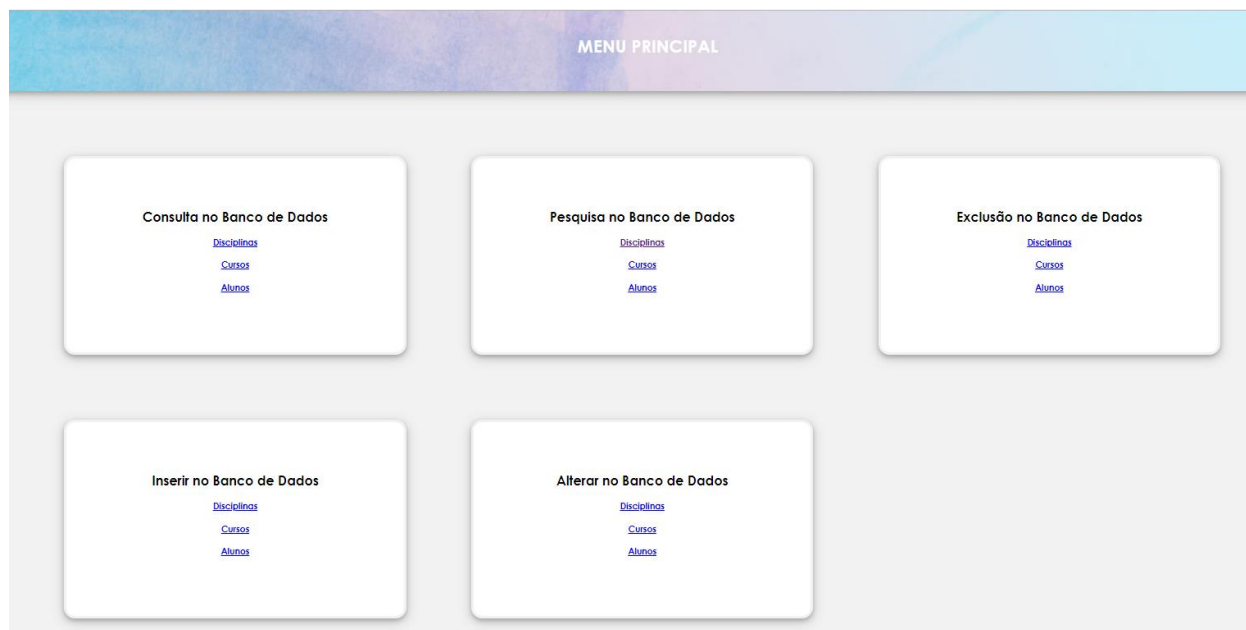 MENU PRINCIPAL
Consulta no Banco de Dados
Disciplinas
Cursos
Alunos
Pesquisa no Banco de Dados
Disciplinas
Cursos
Alunos
Exclusão no Banco de Dados
Disciplinas
Cursos
Alunos
Inserir no Banco de Dados
Disciplinas
Cursos
Alunos
Alterar no Banco de Dados
Disciplinas
Cursos
Alunos